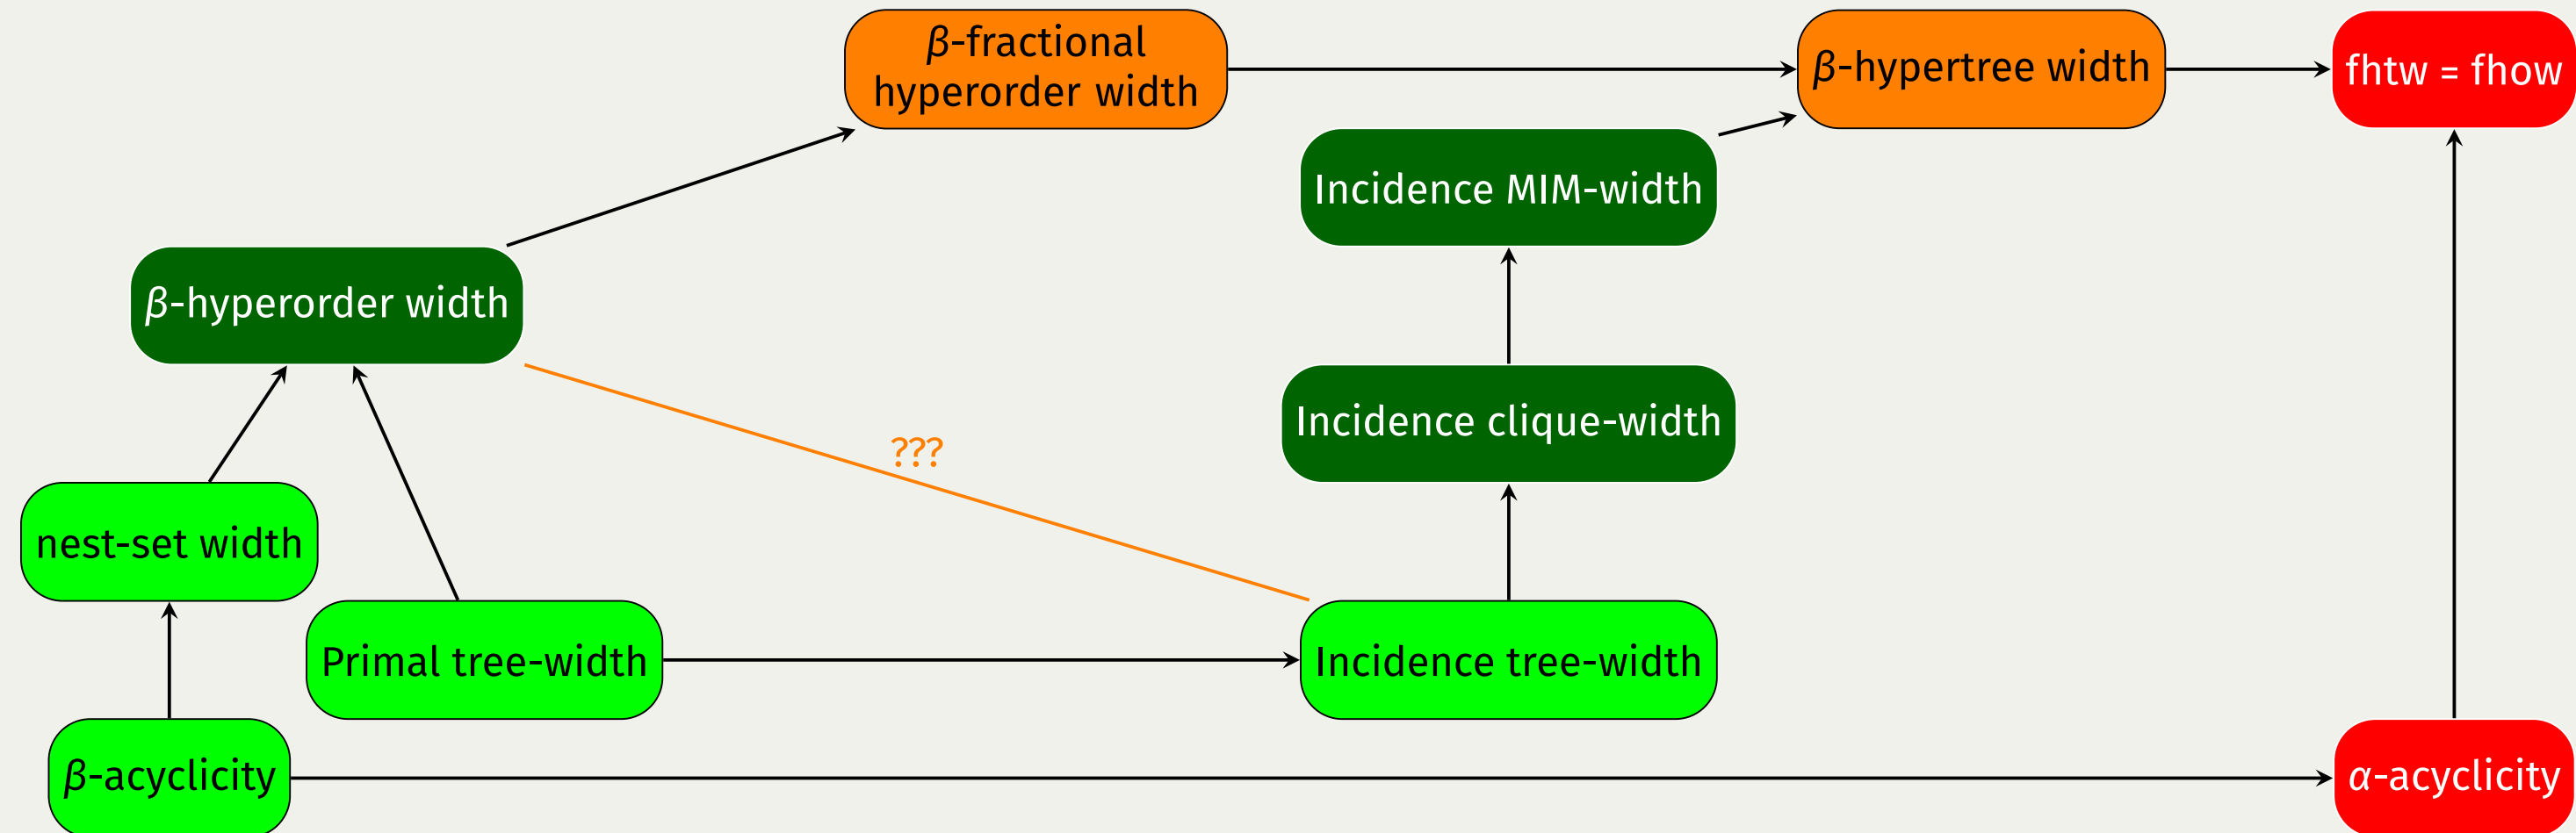 β-fractional
hyperorder width
β-hypertree width
fhtw = fhow
Incidence MIM-width
β-hyperorder width
Incidence clique-width
???
nest-set width
Primal tree-width
Incidence tree-width
β-acyclicity
α-acyclicity